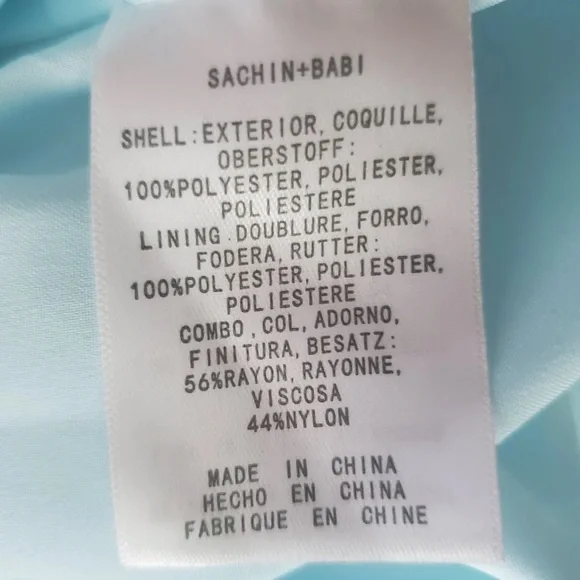 SACHIN+BABI
SHELL:EXTERIOR, COQUILLE,
OBERSTOFF:
100%POLYESTER, POLIESTER,
POLIESTERE
LINING.DOUBLURE, FORRO,
FODERA, RUTTER:
100%POLYESTER, POLIESTER,
POLIESTERE
COMBO, COL, ADORNO,
FINITURA, BESATZ:
56%RAYON, RAYONNE,
VISCOSA
44%NYLON
MADE IN CHINA
HECHO EN CHINA
FABRIQUE EN CHINE